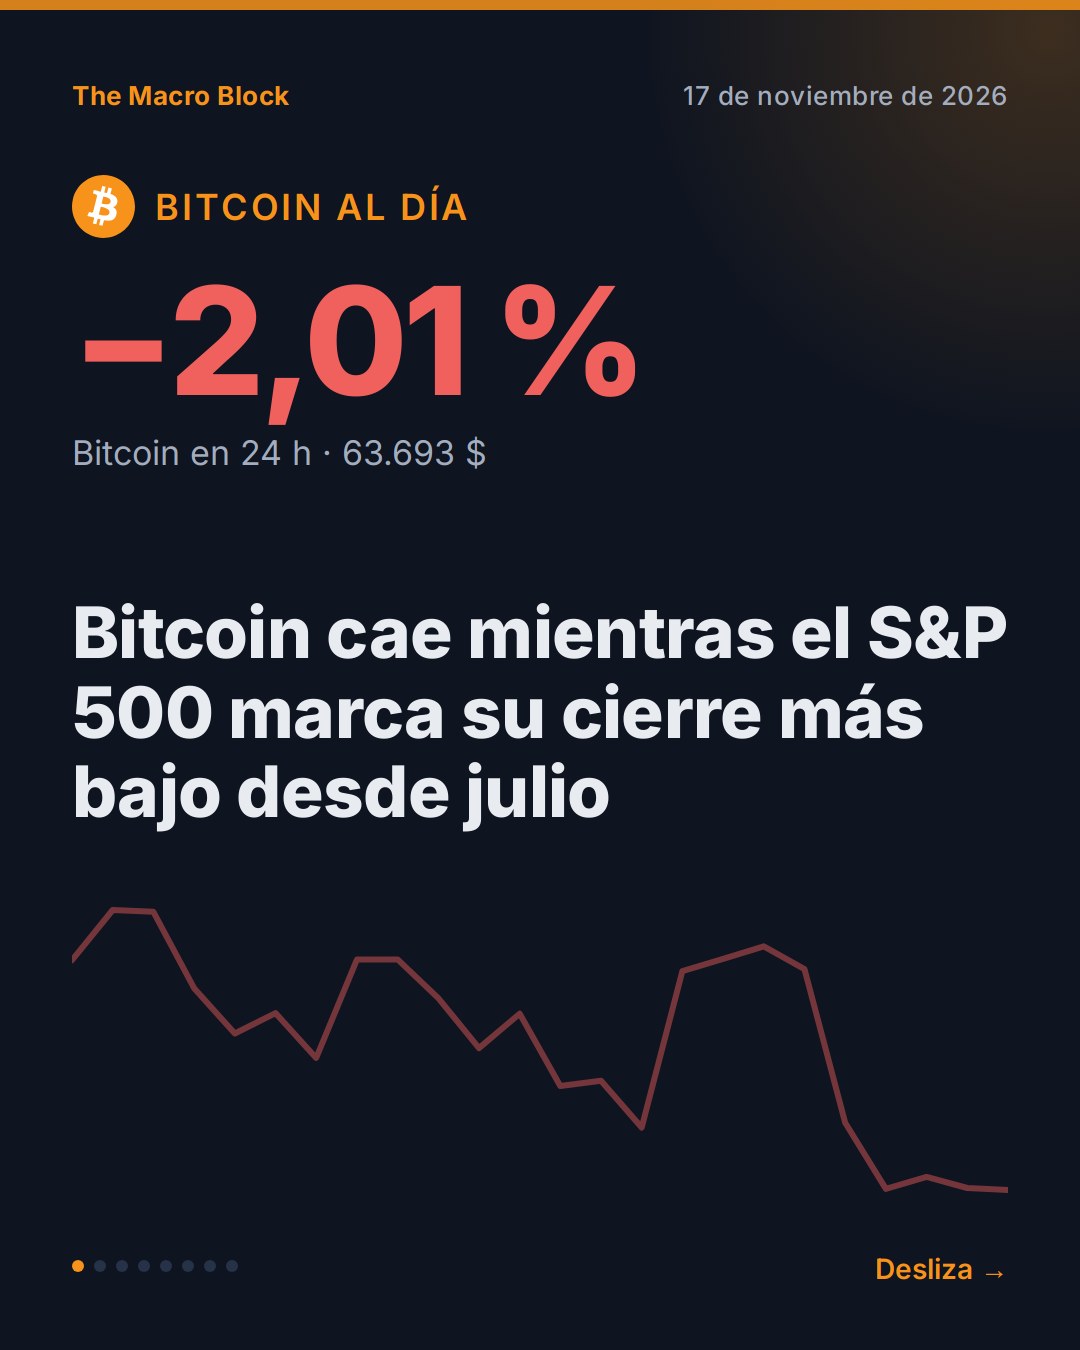 The Macro Block
17 de noviembre de 2026
BITCOIN AL DÍA
−2,01 %
Bitcoin en 24 h · 63.693 $
Bitcoin cae mientras el S&P
500 marca su cierre más
bajo desde julio
Desliza →